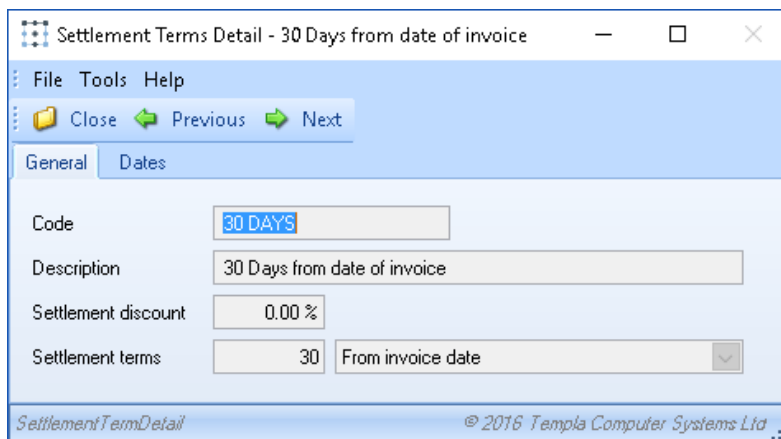 Settlement Terms Detail - 30 Days from date of invoice
File Tools Help
Close Previous Next
General Dates
Code 30 DAYS
Description 30 Days from date of invoice
Settlement discount 0.00 %
Settlement terms 30 From invoice date
SettlementTermDetail © 2016 Templa Computer Systems Ltd